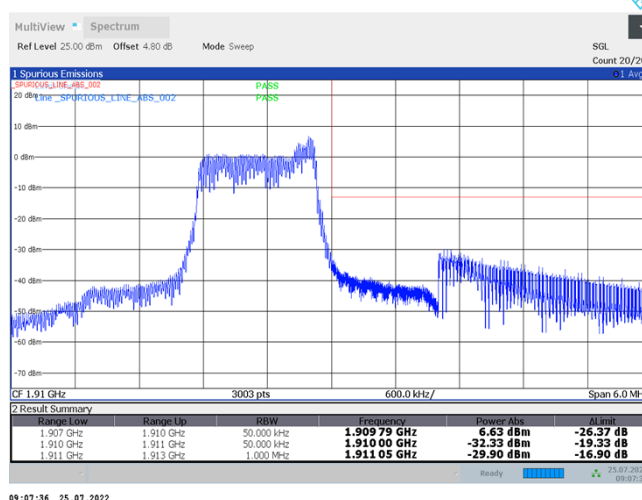 MultiView Spectrum
Ref Level 25.00 dBm Offset 4.80 dB Mode Sweep SGL
Count 20/20
1 Spurious Emissions 1 Avg
_SPURIOUS_LINE_ABS_002 PASS
Line _SPURIOUS_LINE_ABS_002 PASS
20 dBm
10 dBm
0 dBm
-10 dBm
-20 dBm
-30 dBm
-40 dBm
-50 dBm
-60 dBm
-70 dBm
CF 1.91 GHz 3003 pts 600.0 kHz/ Span 6.0 MH
2 Result Summary
Range Low Range Up RBW Frequency Power Abs ΔLimit
1.907 GHz 1.910 GHz 50.000 kHz 1.909 79 GHz 6.63 dBm -26.37 dB
1.910 GHz 1.911 GHz 50.000 kHz 1.910 00 GHz -32.33 dBm -19.33 dB
1.911 GHz 1.913 GHz 1.000 MHz 1.911 05 GHz -29.90 dBm -16.90 dB
Ready 25.07.202
09:07:3
09:07:36 25.07.2022